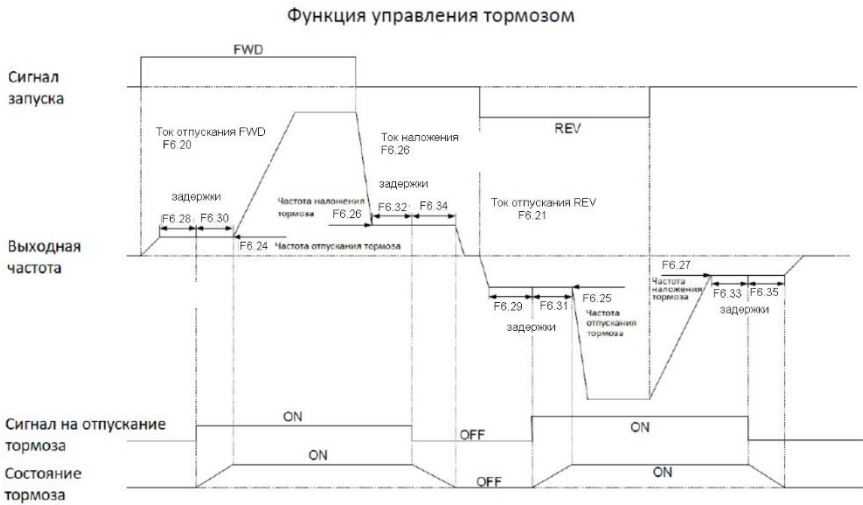 Функция управления тормозом
FWD
Сигнал
запуска
REV
Ток отпускания FWD
F6.20
Ток наложения
F6.26
задержки
задержки
Ток отпускания REV
F6.21
Частота наложения
тормоза
F6.28
F6.30
F6.26
F6.32
F6.34
F6.24
Частота отпускания тормоза
Выходная
частота
F6.27
Частота
наложения
тормоза
F6.29
F6.31
F6.25
F6.33
F6.35
задержки
Частота
отпускания
тормоза
задержки
Сигнал на отпускание
тормоза
ON
OFF
ON
Состояние
тормоза
ON
OFF
ON